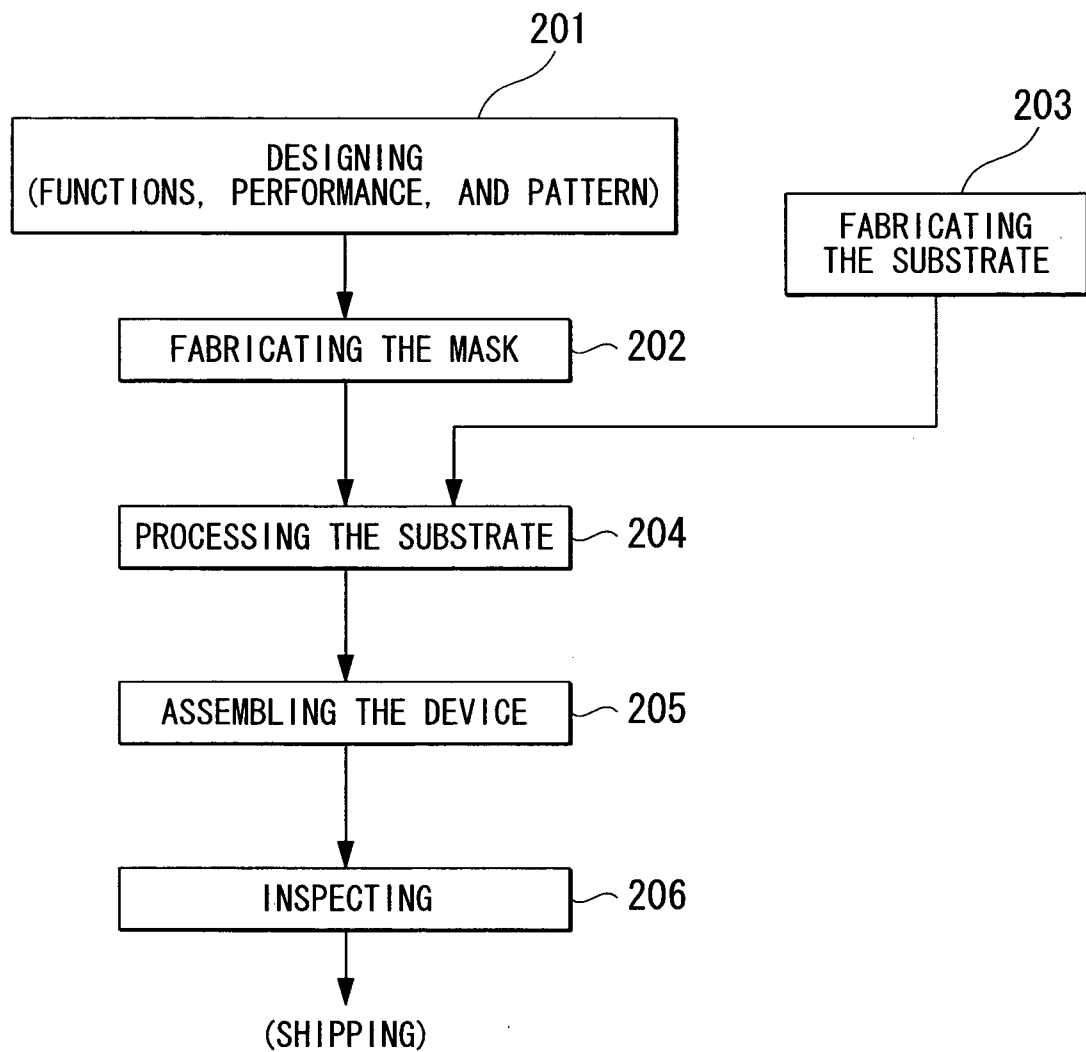 201
DESIGNING
(FUNCTIONS, PERFORMANCE, AND PATTERN)
203
FABRICATING
THE SUBSTRATE
FABRICATING THE MASK
202
PROCESSING THE SUBSTRATE
204
ASSEMBLING THE DEVICE
205
INSPECTING
206
(SHIPPING)